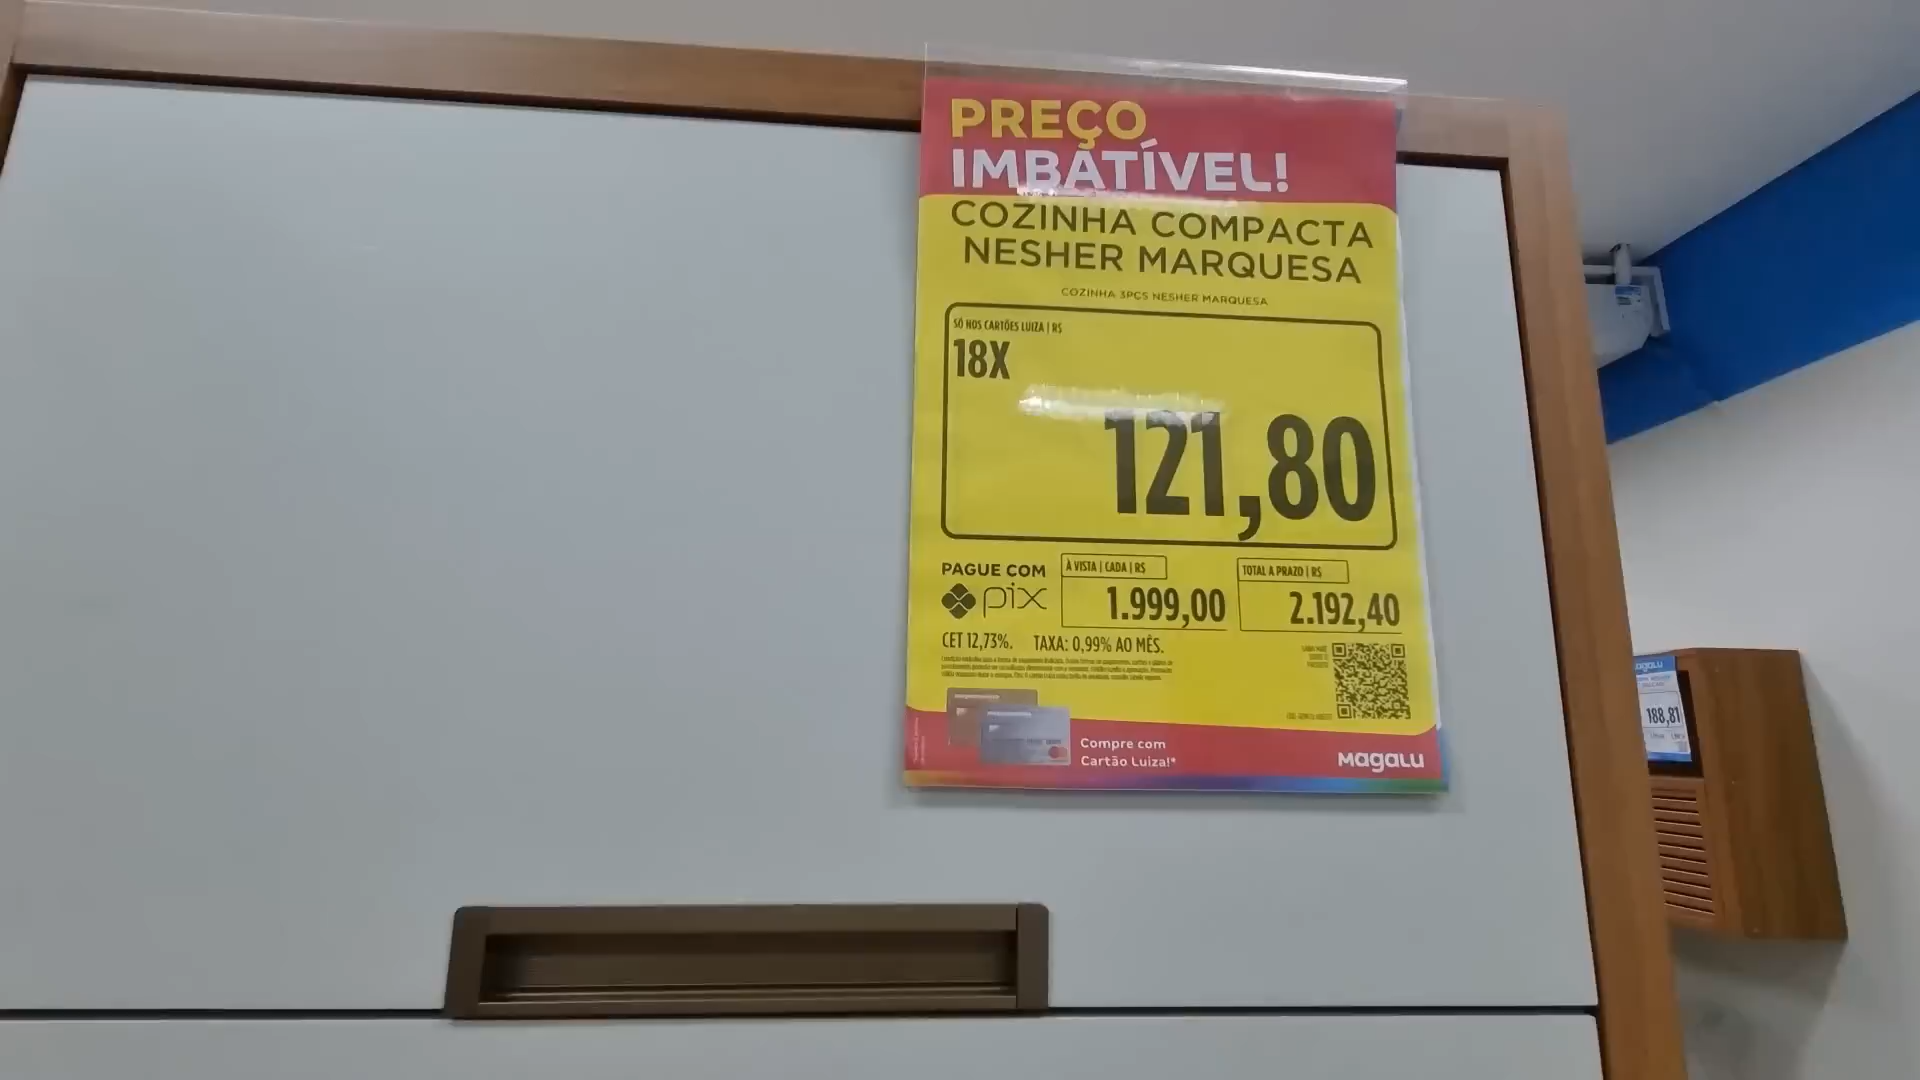 PREÇO
IMBATÍVEL!
COZINHA COMPACTA
NESHER MARQUESA
COZINHA 3PCS NESHER MARQUESA
SÓ NOS CARTÕES LUIZA | R$
18X
121,80
PAGUE COM
pix
À VISTA | CADA | R$
1.999,00
TOTAL A PRAZO | R$
2.192,40
CET 12,73%. TAXA: 0,99% AO MÊS.
Compre com
Cartão Luiza!*
Magalu
188,81